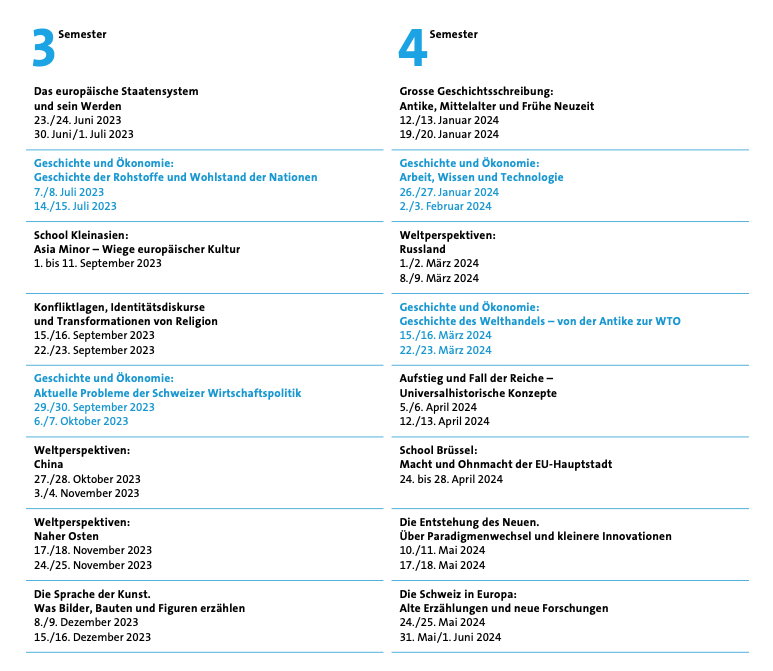 3 Semester
Das europäische Staatensystem
und sein Werden
23./24. Juni 2023
30. Juni/1. Juli 2023
Geschichte und Ökonomie:
Geschichte der Rohstoffe und Wohlstand der Nationen
7./8. Juli 2023
14./15. Juli 2023
School Kleinasien:
Asia Minor – Wiege europäischer Kultur
1. bis 11. September 2023
Konfliktlagen, Identitätsdiskurse
und Transformationen von Religion
15./16. September 2023
22./23. September 2023
Geschichte und Ökonomie:
Aktuelle Probleme der Schweizer Wirtschaftspolitik
29./30. September 2023
6./7. Oktober 2023
Weltperspektiven:
China
27./28. Oktober 2023
3./4. November 2023
Weltperspektiven:
Naher Osten
17./18. November 2023
24./25. November 2023
Die Sprache der Kunst.
Was Bilder, Bauten und Figuren erzählen
8./9. Dezember 2023
15./16. Dezember 2023
4 Semester
Grosse Geschichtsschreibung:
Antike, Mittelalter und Frühe Neuzeit
12./13. Januar 2024
19./20. Januar 2024
Geschichte und Ökonomie:
Arbeit, Wissen und Technologie
26./27. Januar 2024
2./3. Februar 2024
Weltperspektiven:
Russland
1./2. März 2024
8./9. März 2024
Geschichte und Ökonomie:
Geschichte des Welthandels – von der Antike zur WTO
15./16. März 2024
22./23. März 2024
Aufstieg und Fall der Reiche –
Universalhistorische Konzepte
5./6. April 2024
12./13. April 2024
School Brüssel:
Macht und Ohnmacht der EU-Hauptstadt
24. bis 28. April 2024
Die Entstehung des Neuen.
Über Paradigmenwechsel und kleinere Innovationen
10./11. Mai 2024
17./18. Mai 2024
Die Schweiz in Europa:
Alte Erzählungen und neue Forschungen
24./25. Mai 2024
31. Mai/1. Juni 2024